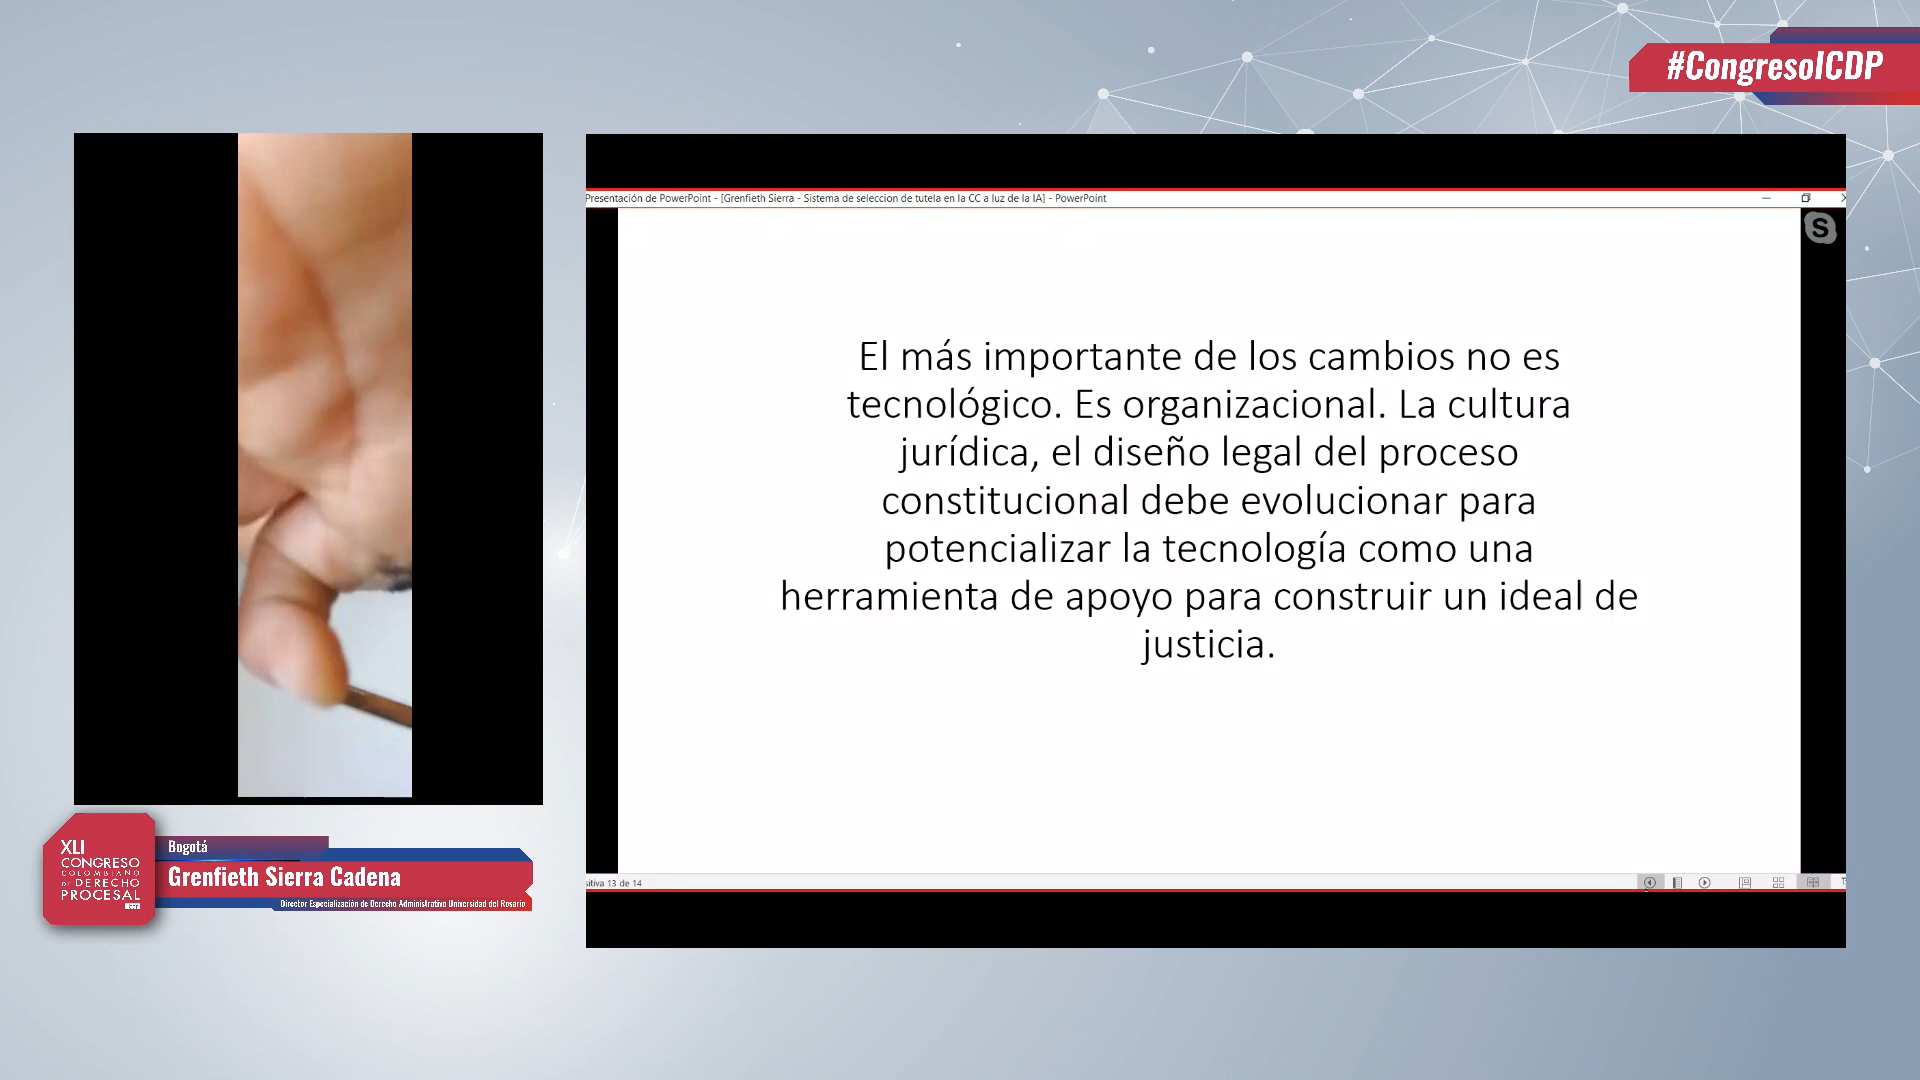 #CongresoICDP
Presentación de PowerPoint - [Grenfieth Sierra - Sistema de seleccion de tutela en la CC a luz de la IA] - PowerPoint
El más importante de los cambios no es
tecnológico. Es organizacional. La cultura
jurídica, el diseño legal del proceso
constitucional debe evolucionar para
potencializar la tecnología como una
herramienta de apoyo para construir un ideal de
justicia.
sitiva 13 de 14
XLI
CONGRESO
COLOMBIANO
DE DERECHO
PROCESAL
Bogotá
Grenfieth Sierra Cadena
Director Especialización de Derecho Administrativo Universidad del Rosario